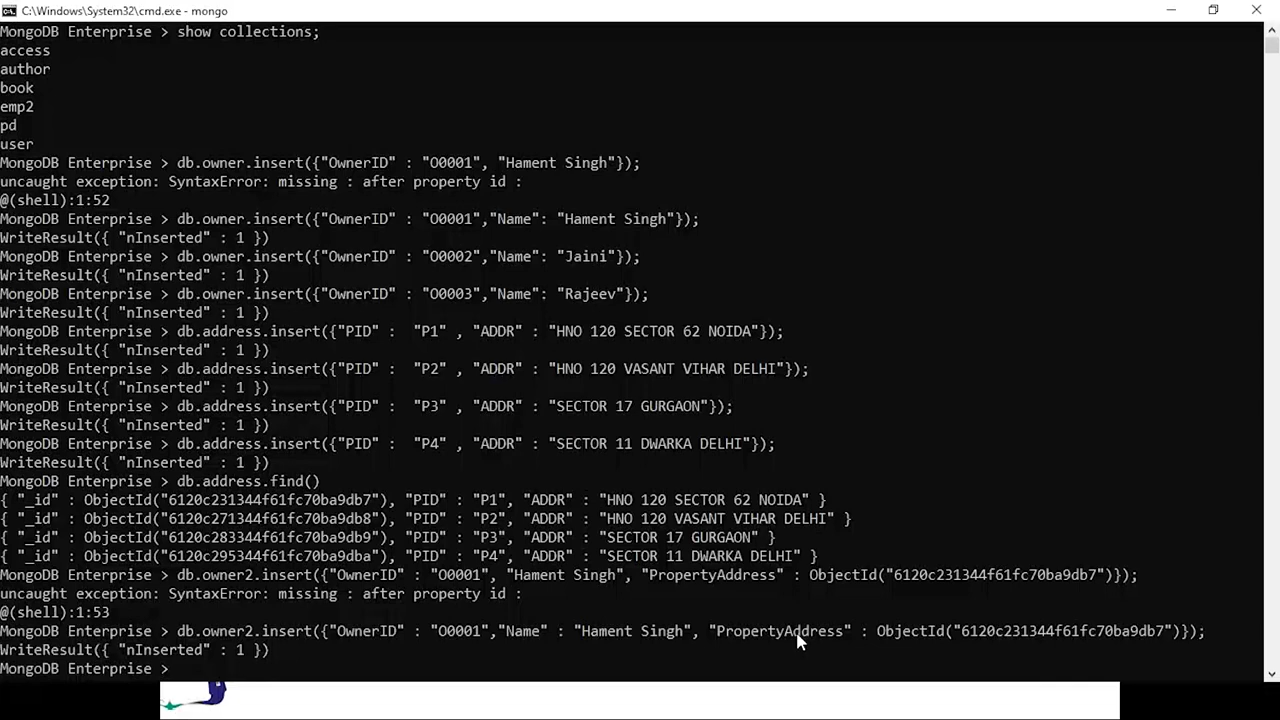 C:\Windows\System32\cmd.exe - mongo
MongoDB Enterprise > show collections;
access
author
book
emp2
pd
user
MongoDB Enterprise > db.owner.insert({"OwnerID" : "O0001", "Hament Singh"});
uncaught exception: SyntaxError: missing : after property id :
@(shell):1:52
MongoDB Enterprise > db.owner.insert({"OwnerID" : "O0001","Name": "Hament Singh"});
WriteResult({ "nInserted" : 1 })
MongoDB Enterprise > db.owner.insert({"OwnerID" : "O0002","Name": "Jaini"});
WriteResult({ "nInserted" : 1 })
MongoDB Enterprise > db.owner.insert({"OwnerID" : "O0003","Name": "Rajeev"});
WriteResult({ "nInserted" : 1 })
MongoDB Enterprise > db.address.insert({"PID" :  "P1" , "ADDR" : "HNO 120 SECTOR 62 NOIDA"});
WriteResult({ "nInserted" : 1 })
MongoDB Enterprise > db.address.insert({"PID" :  "P2" , "ADDR" : "HNO 120 VASANT VIHAR DELHI"});
WriteResult({ "nInserted" : 1 })
MongoDB Enterprise > db.address.insert({"PID" :  "P3" , "ADDR" : "SECTOR 17 GURGAON"});
WriteResult({ "nInserted" : 1 })
MongoDB Enterprise > db.address.insert({"PID" :  "P4" , "ADDR" : "SECTOR 11 DWARKA DELHI"});
WriteResult({ "nInserted" : 1 })
MongoDB Enterprise > db.address.find()
{ "_id" : ObjectId("6120c231344f61fc70ba9db7"), "PID" : "P1", "ADDR" : "HNO 120 SECTOR 62 NOIDA" }
{ "_id" : ObjectId("6120c271344f61fc70ba9db8"), "PID" : "P2", "ADDR" : "HNO 120 VASANT VIHAR DELHI" }
{ "_id" : ObjectId("6120c283344f61fc70ba9db9"), "PID" : "P3", "ADDR" : "SECTOR 17 GURGAON" }
{ "_id" : ObjectId("6120c295344f61fc70ba9dba"), "PID" : "P4", "ADDR" : "SECTOR 11 DWARKA DELHI" }
MongoDB Enterprise > db.owner2.insert({"OwnerID" : "O0001", "Hament Singh", "PropertyAddress" : ObjectId("6120c231344f61fc70ba9db7")});
uncaught exception: SyntaxError: missing : after property id :
@(shell):1:53
MongoDB Enterprise > db.owner2.insert({"OwnerID" : "O0001","Name" : "Hament Singh", "PropertyAddress" : ObjectId("6120c231344f61fc70ba9db7")});
WriteResult({ "nInserted" : 1 })
MongoDB Enterprise >